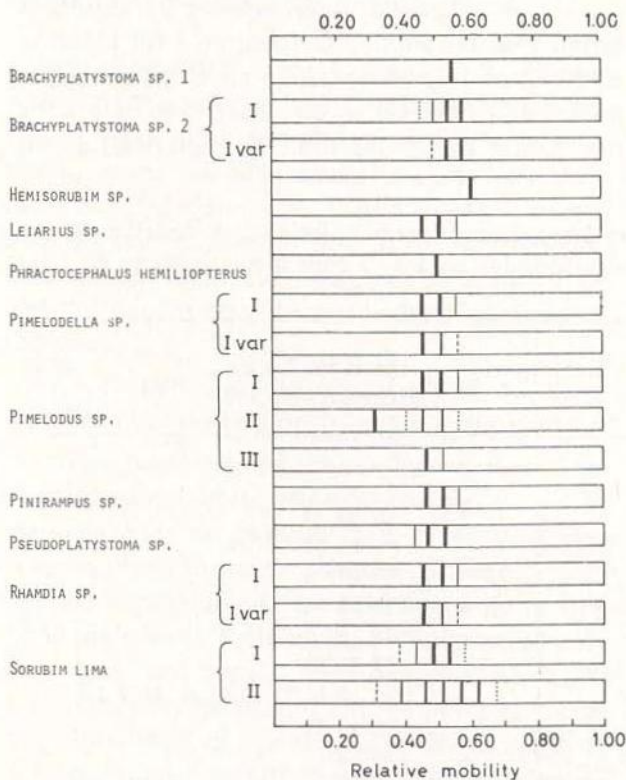 0.20 0.40 0.60 0.80 1.00
BRACHYPLATYSTOMA SP. 1
BRACHYPLATYSTOMA SP. 2
I
I var
HEMISORUBIM SP.
LEIARIUS SP.
PHRACTOCEPHALUS HEMILIOPTERUS
PIMELODELLA SP.
I
I var
PIMELODUS SP.
I
II
III
PINIRAMPUS SP.
PSEUDOPLATYSTOMA SP.
RHAMDIA SP.
I
I var
SORUBIM LIMA
I
II
0.20 0.40 0.60 0.80 1.00
Relative mobility